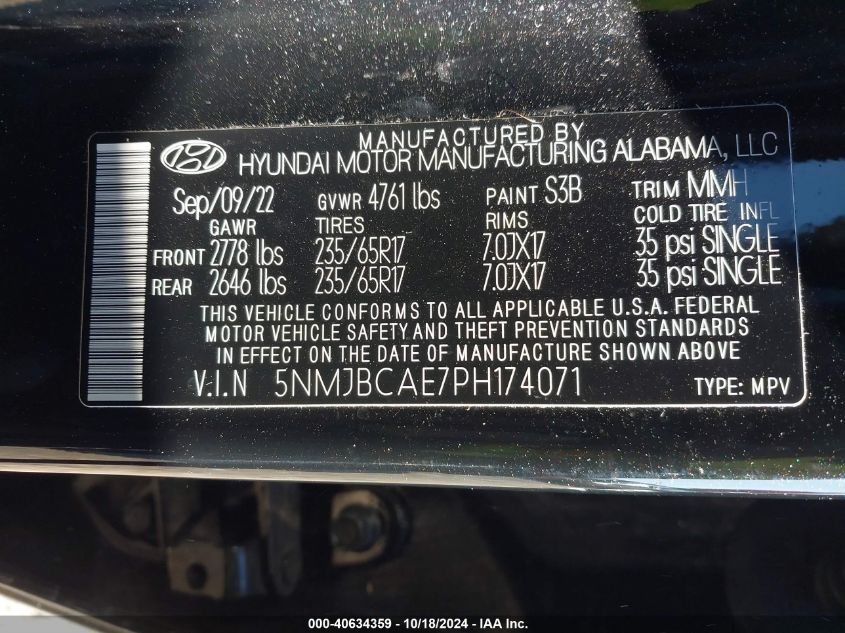 MANUFACTURED BY
HYUNDAI MOTOR MANUFACTURING ALABAMA, LLC
Sep/09/22 GVWR 4761 lbs PAINT S3B TRIM MMH
GAWR TIRES RIMS COLD TIRE INFL
FRONT 2778 lbs 235/65R17 7.0JX17 35 psi SINGLE
REAR 2646 lbs 235/65R17 7.0JX17 35 psi SINGLE
THIS VEHICLE CONFORMS TO ALL APPLICABLE U.S.A. FEDERAL
MOTOR VEHICLE SAFETY AND THEFT PREVENTION STANDARDS
IN EFFECT ON THE DATE OF MANUFACTURE SHOWN ABOVE
V.I.N 5NMJBCAE7PH174071 TYPE: MPV
000-40634359 - 10/18/2024 - IAA Inc.